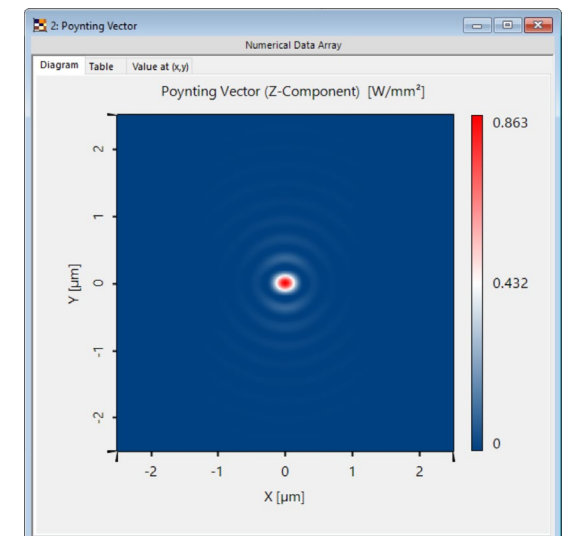 2: Poynting Vector
Numerical Data Array
Diagram Table Value at (x,y)
Poynting Vector (Z-Component) [W/mm²]
0.863
0.432
0
Y [µm]
2
1
0
-1
-2
-2 -1 0 1 2
X [µm]